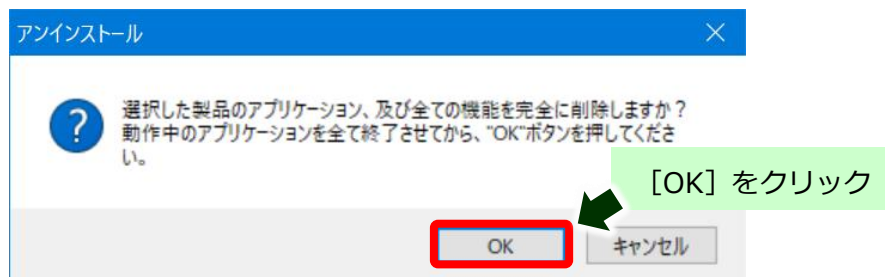 アンインストール
選択した製品のアプリケーション、及び全ての機能を完全に削除しますか？
動作中のアプリケーションを全て終了させてから、"OK"ボタンを押してくださ
い。
［OK］をクリック
OK
キャンセル